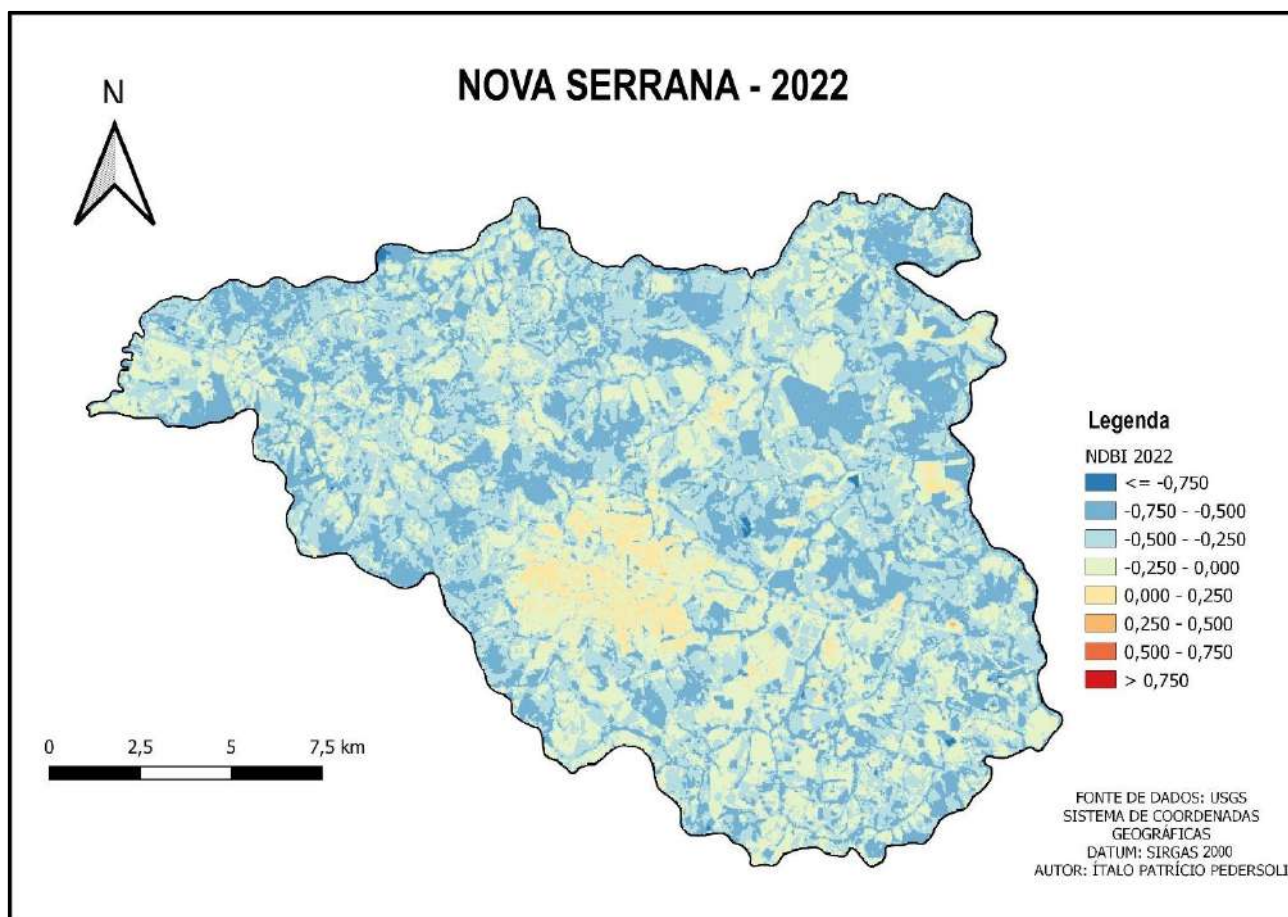 NOVA SERRANA - 2022
N
Legenda
NDBI 2022
<= -0,750
-0,750 - -0,500
-0,500 - -0,250
-0,250 - 0,000
0,000 - 0,250
0,250 - 0,500
0,500 - 0,750
> 0,750
0 2,5 5 7,5 km
FONTE DE DADOS: USGS
SISTEMA DE COORDENADAS
GEOGRÁFICAS
DATUM: SIRGAS 2000
AUTOR: ÍTALO PATRÍCIO PEDERSOLI